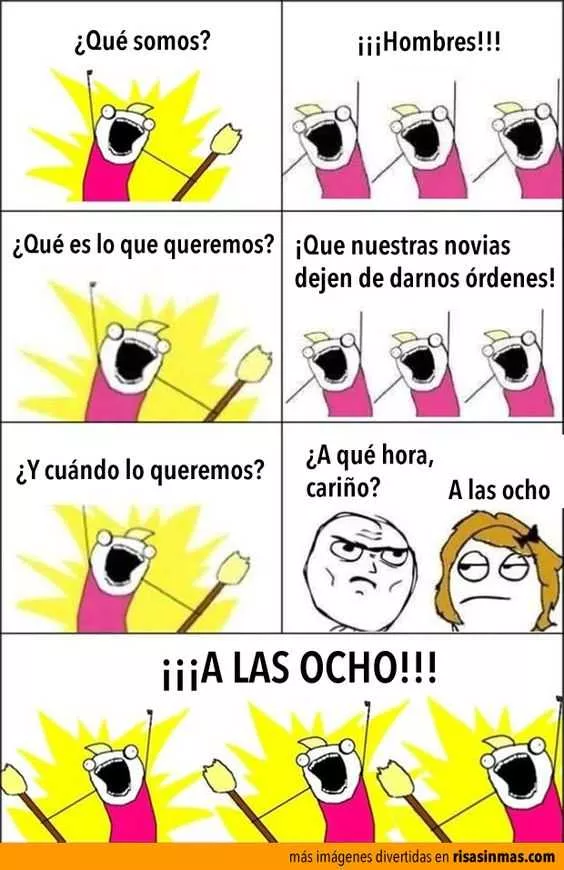 ¿Qué somos?
¡¡¡Hombres!!!
¿Qué es lo que queremos?
¡Que nuestras novias
dejen de darnos órdenes!
¿Y cuándo lo queremos?
¿A qué hora,
cariño?
A las ocho
¡¡¡A LAS OCHO!!!
más imágenes divertidas en risasinmas.com